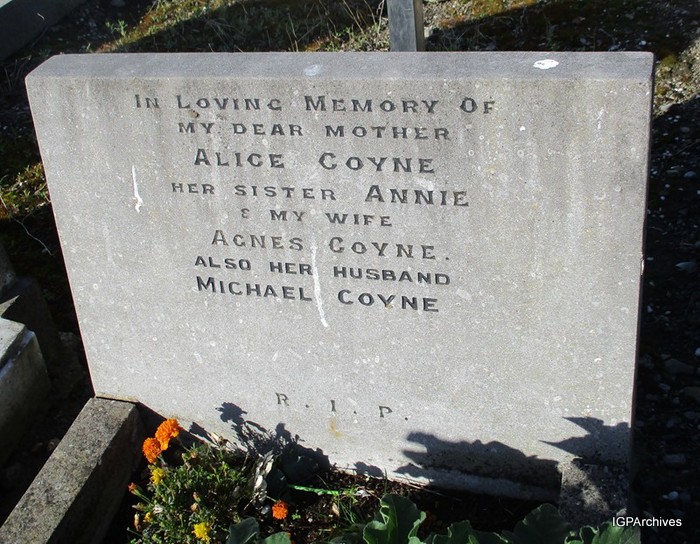 IN LOVING MEMORY OF
MY DEAR MOTHER
ALICE COYNE
HER SISTER ANNIE
& MY WIFE
AGNES COYNE.
ALSO HER HUSBAND
MICHAEL COYNE
R. I. P.
IGPArchives